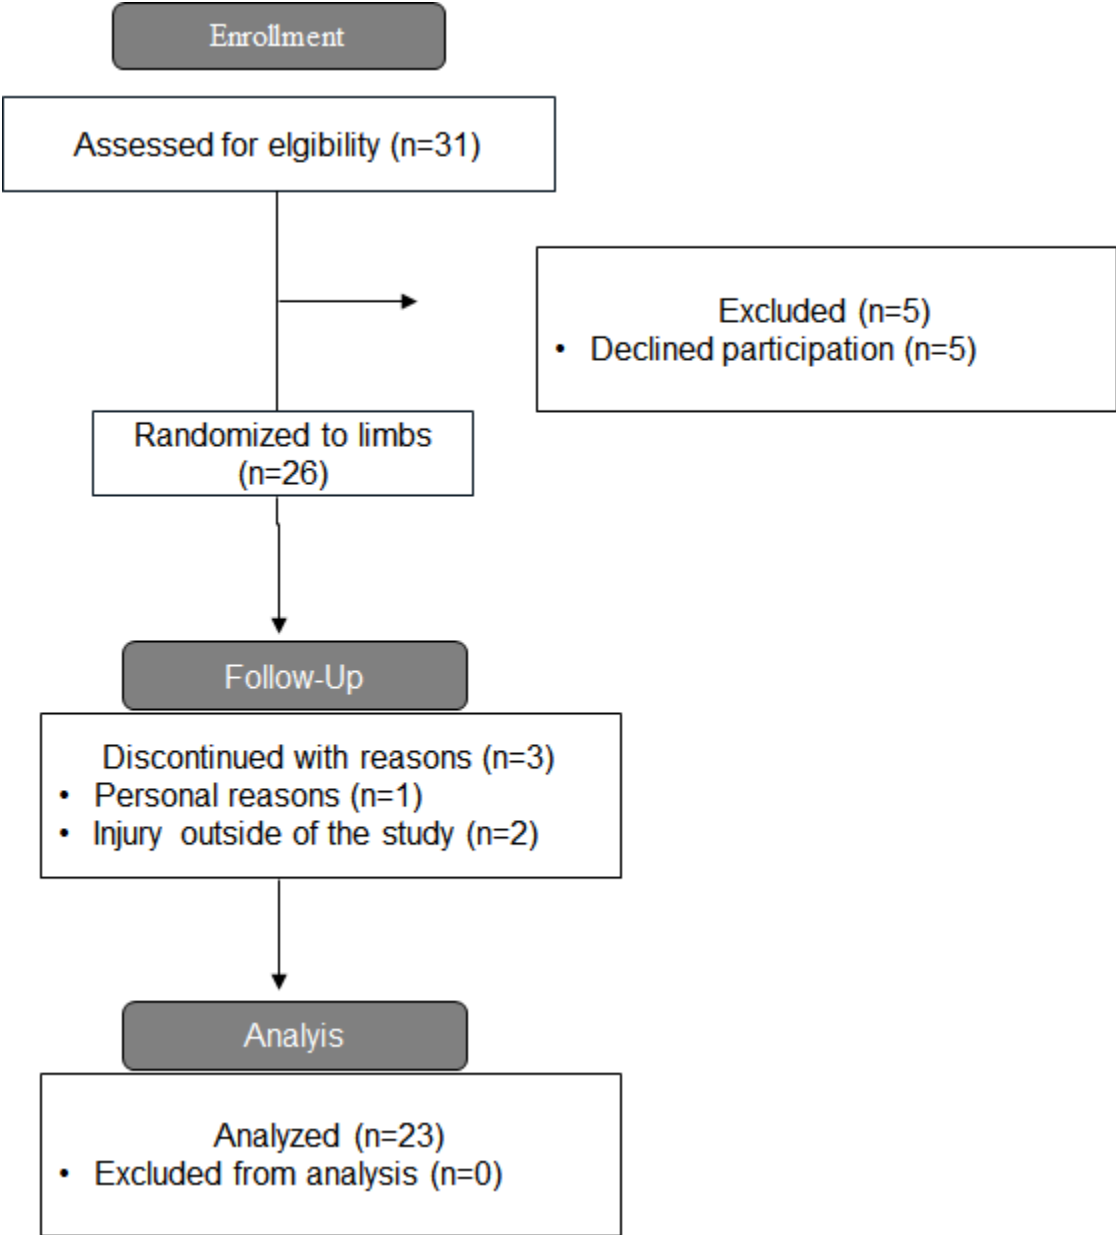 Enrollment
Assessed for elgibility (n=31)
Excluded (n=5)
• Declined participation (n=5)
Randomized to limbs
(n=26)
Follow-Up
Discontinued with reasons (n=3)
• Personal reasons (n=1)
• Injury outside of the study (n=2)
Analyis
Analyzed (n=23)
• Excluded from analysis (n=0)